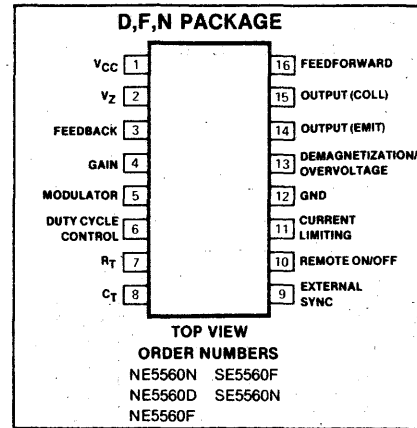 D,F,N PACKAGE
VCC 1
VZ 2
FEEDBACK 3
GAIN 4
MODULATOR 5
DUTY CYCLE
CONTROL 6
RT 7
CT 8
16 FEEDFORWARD
15 OUTPUT (COLL)
14 OUTPUT (EMIT)
13 DEMAGNETIZATION/
OVERVOLTAGE
12 GND
11 CURRENT
LIMITING
10 REMOTE ON/OFF
9 EXTERNAL
SYNC
TOP VIEW
ORDER NUMBERS
NE5560N SE5560F
NE5560D SE5560N
NE5560F